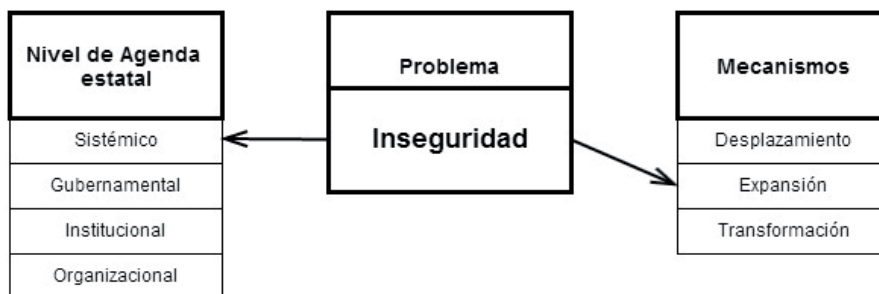 Nivel de Agenda
estatal
Sistémico
Gubernamental
Institucional
Organizacional
Problema
Inseguridad
Mecanismos
Desplazamiento
Expansión
Transformación